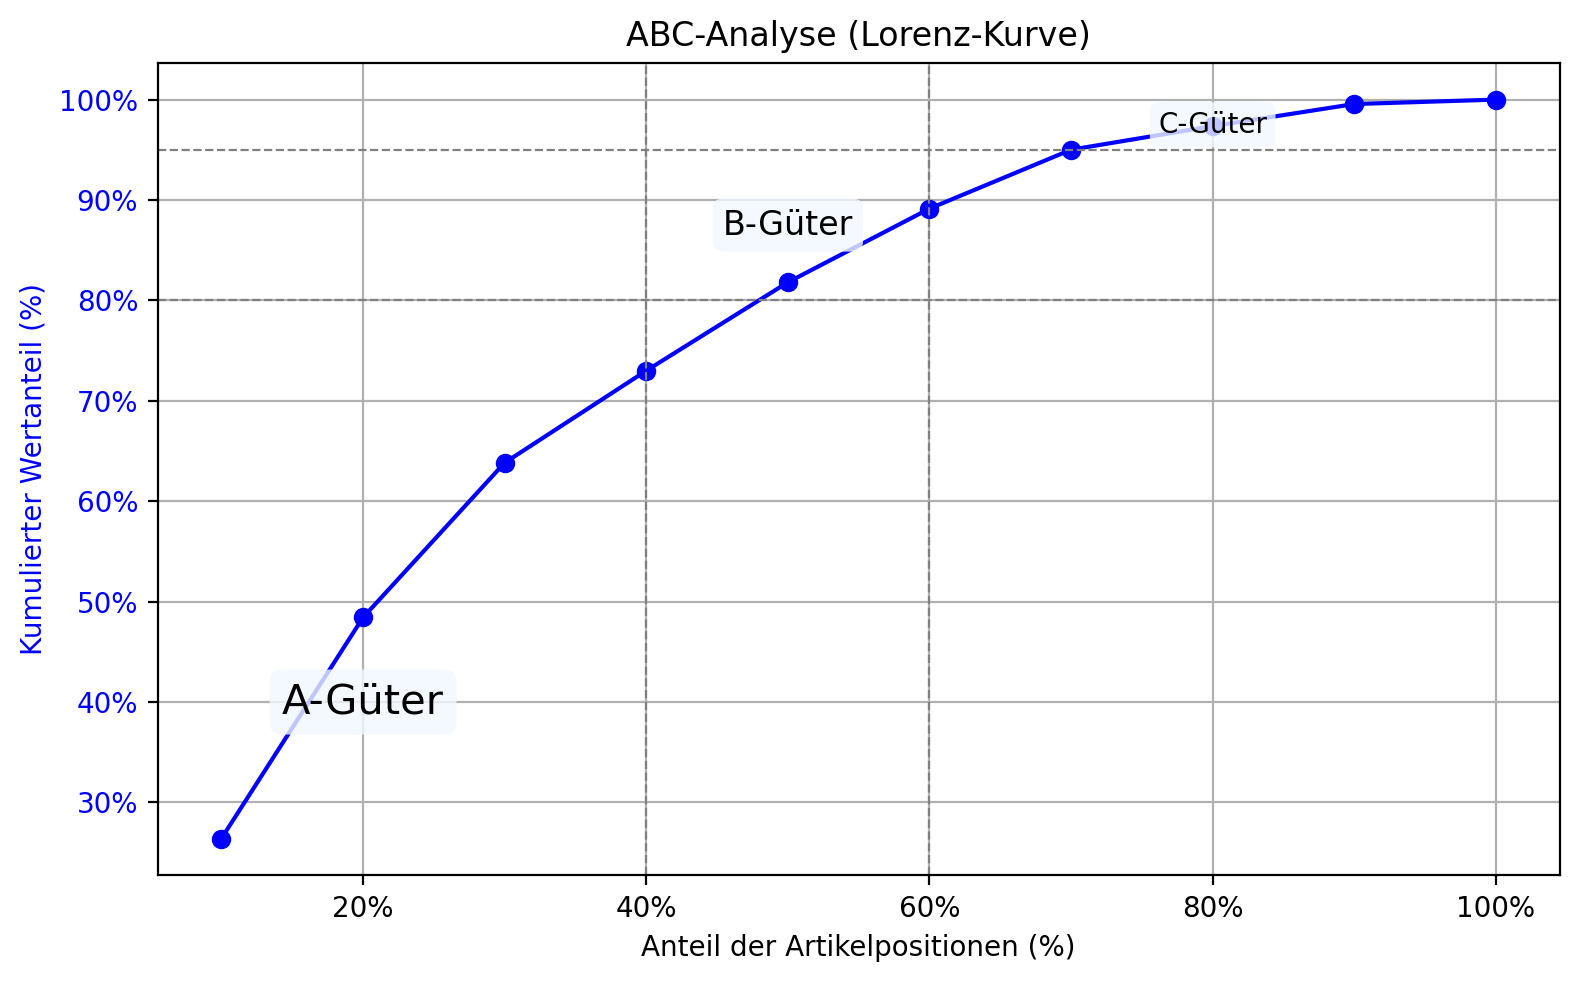 ABC-Analyse (Lorenz-Kurve)
Kumulierter Wertanteil (%)
100%
90%
80%
70%
60%
50%
40%
30%
C-Güter
B-Güter
A-Güter
20%
40%
60%
80%
100%
Anteil der Artikelpositionen (%)